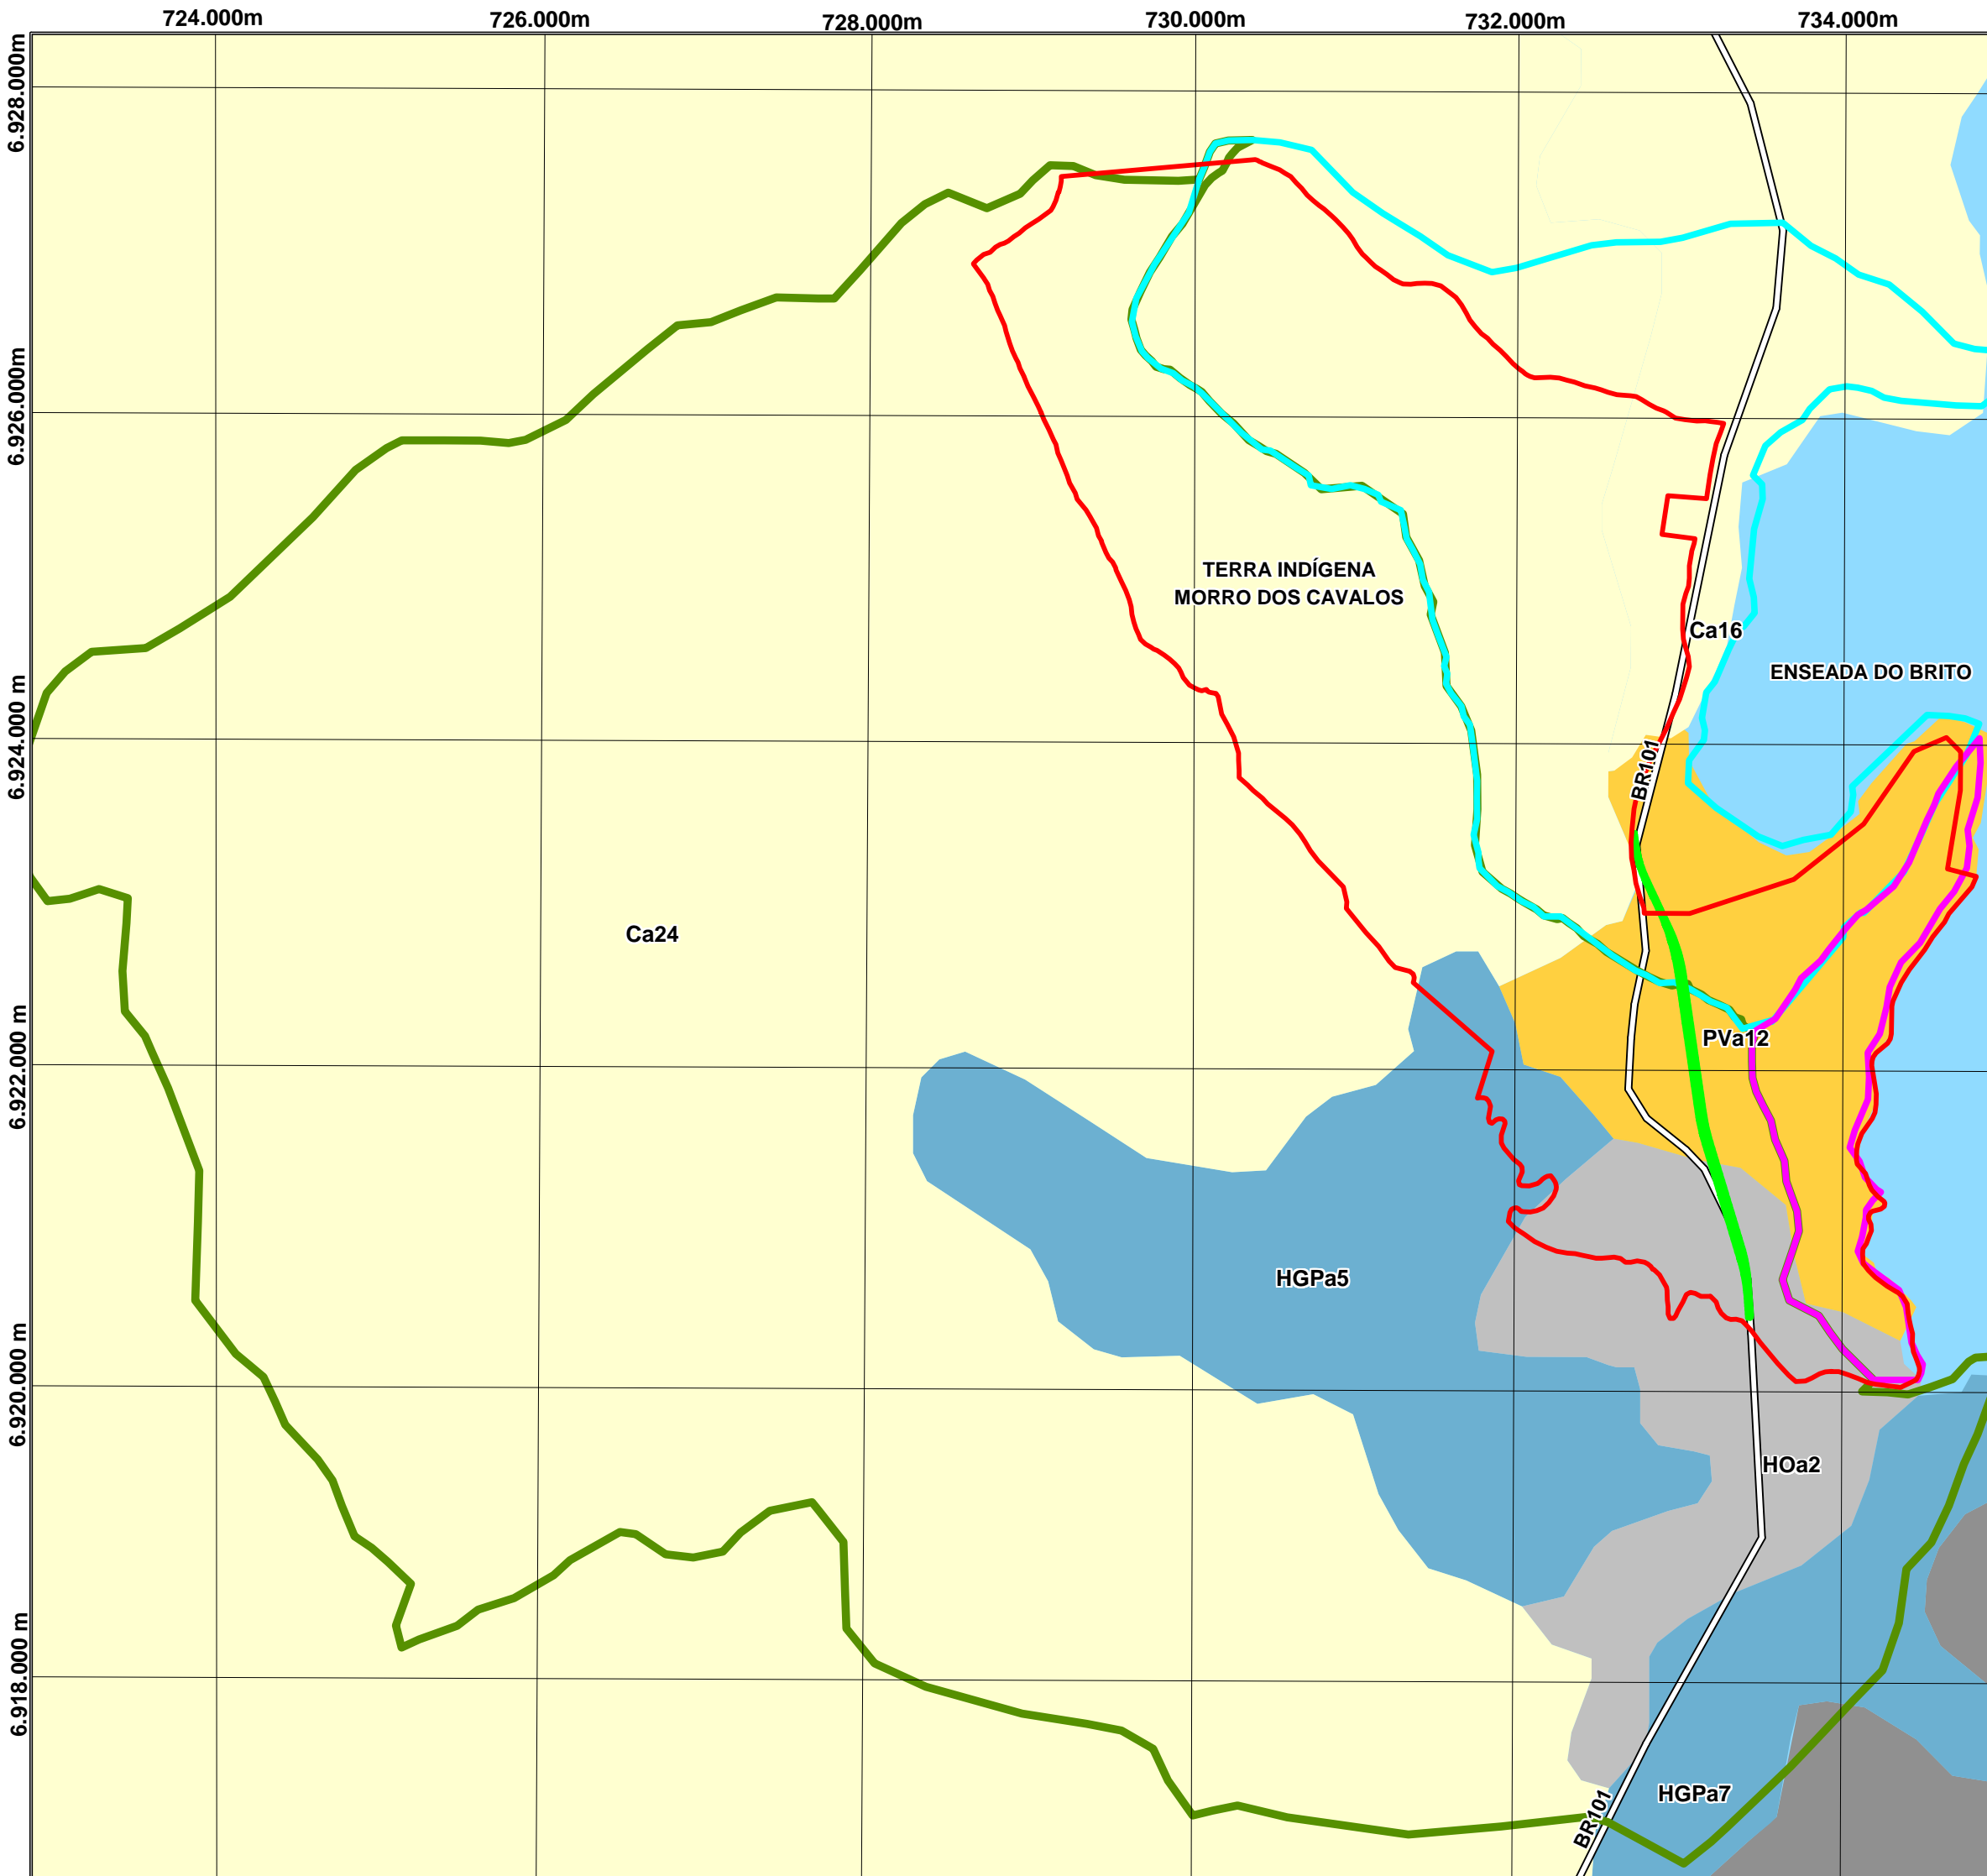 724.000m 726.000m 728.000m 730.000m 732.000m 734.000m
6.928.000m
6.926.000m
TERRA INDÍGENA
MORRO DOS CAVALOS
Ca16
ENSEADA DO BRITO
6.924.000 m
BR101
Ca24
6.922.000 m
PVa12
HGPa5
6.920.000 m
HOa2
6.918.000 m
HGPa7
BR101